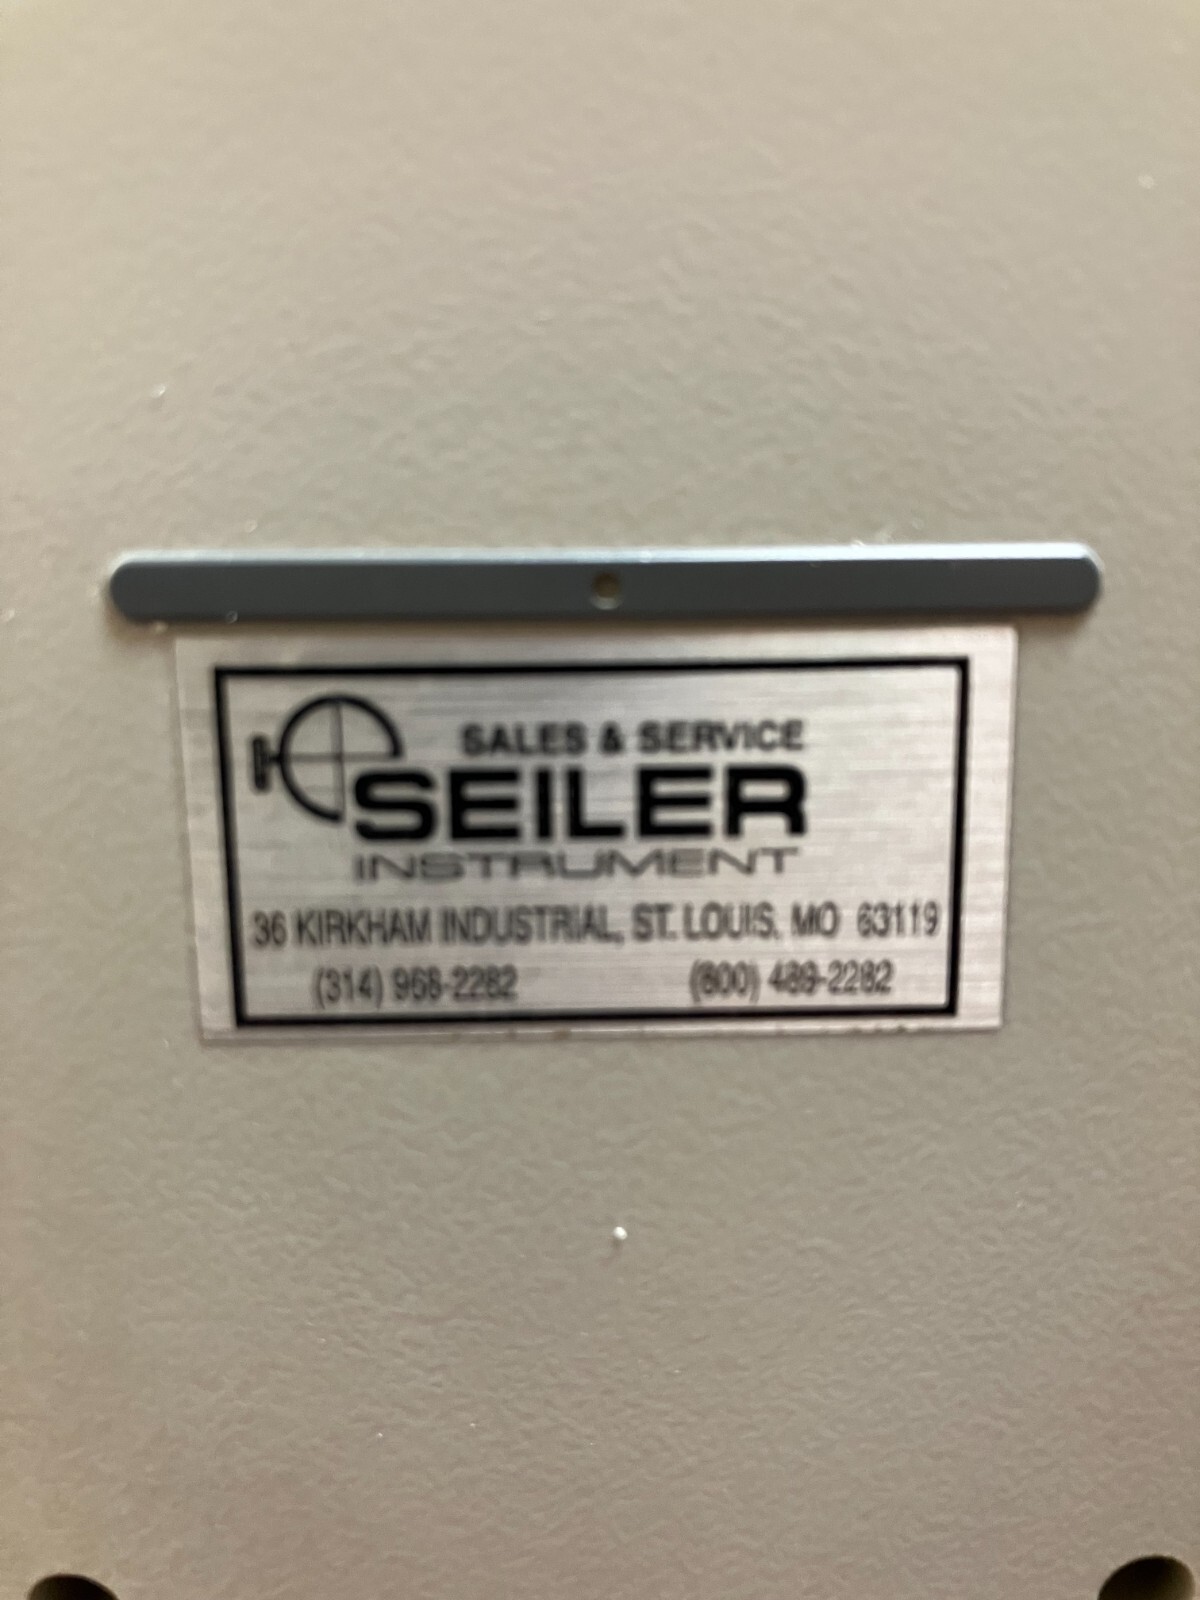 SALES & SERVICE
SEILER
INSTRUMENT
36 KIRKHAM INDUSTRIAL, ST. LOUIS, MO 63119
(314) 968-2282 (800) 489-2282